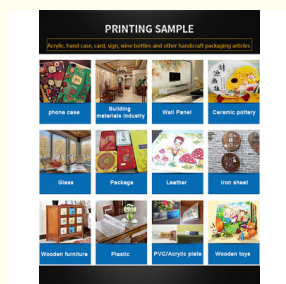 PRINTING SAMPLE
Acrylic, hand case, card, sign, wine bottles and other handicraft packaging articles
phone case
Building
materials industry
Wall Panel
Ceramic pottery
Glass
Package
Leather
Iron sheet
Wooden furniture
Plastic
PVC/Acrylic plate
Wooden toys